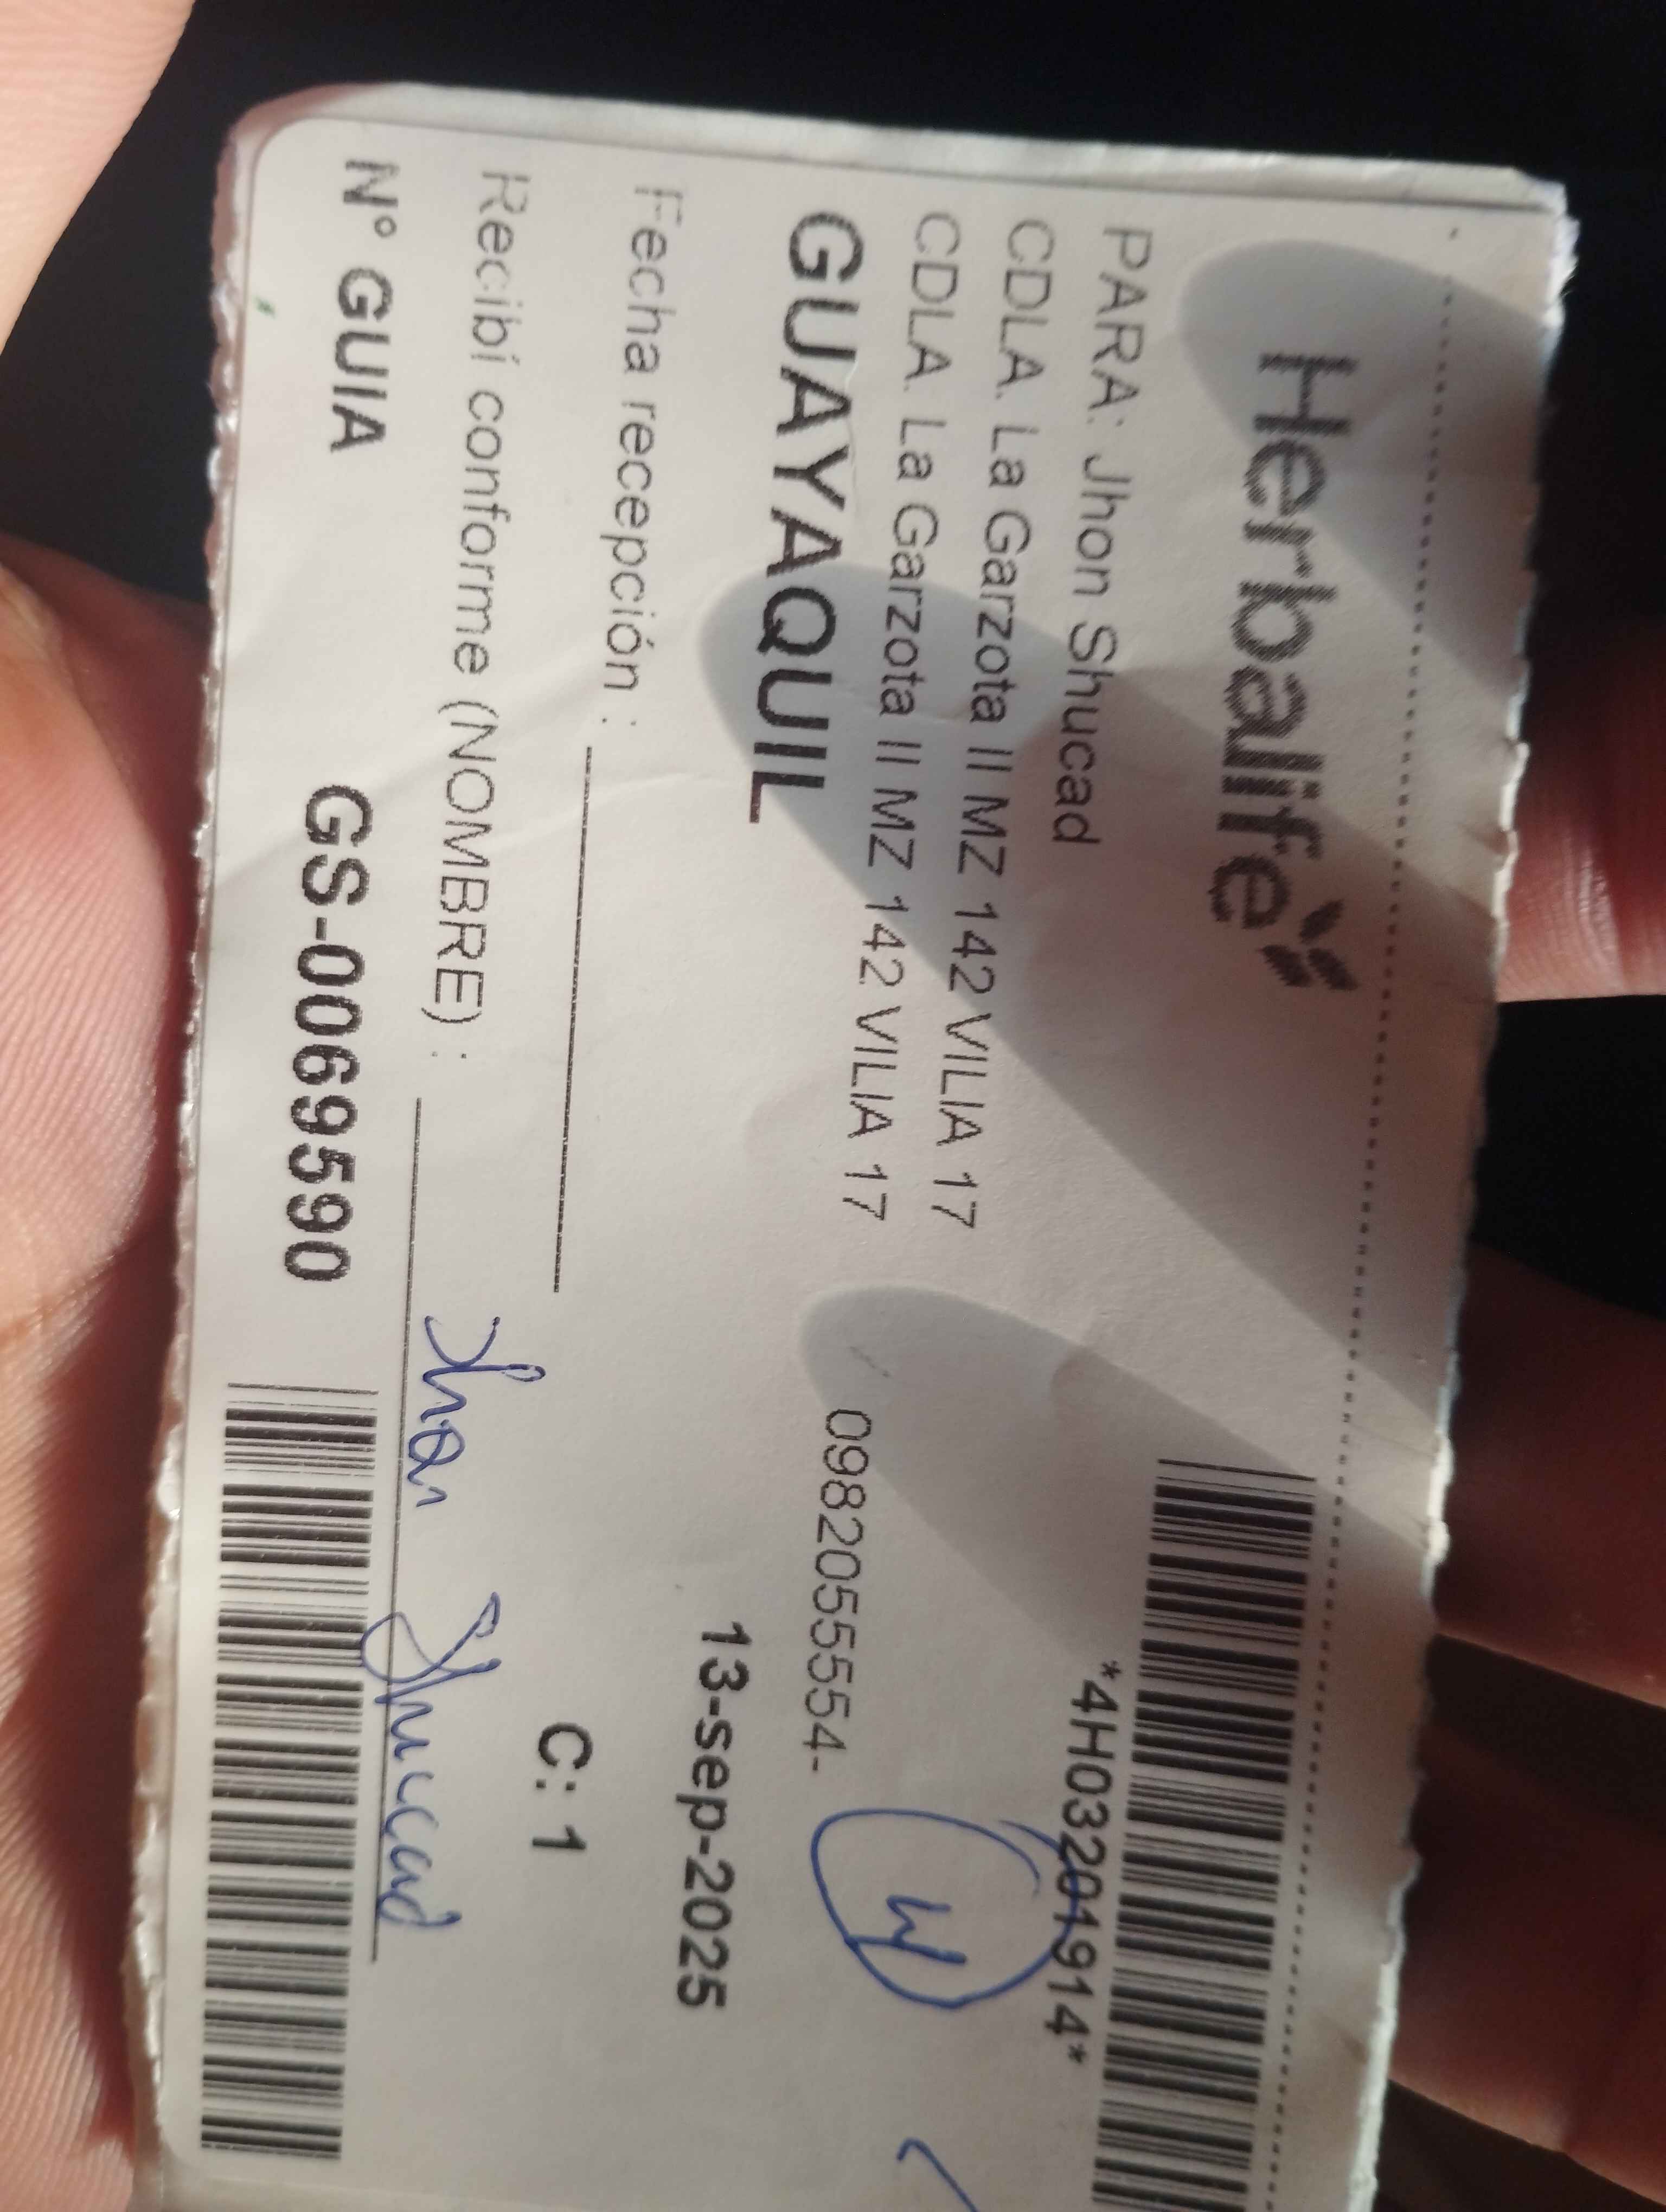 Herbalife
*4H03201914*
PARA: Jhon Shucad
CDLA. La Garzota II MZ 142 VILIA 17
CDLA. La Garzota II MZ 142 VILIA 17
0982055554-
GUAYAQUIL
13-sep-2025
Fecha recepción :
C: 1
Recibí conforme (NOMBRE) : Jhon Shucad
N° GUIA GS-00695590